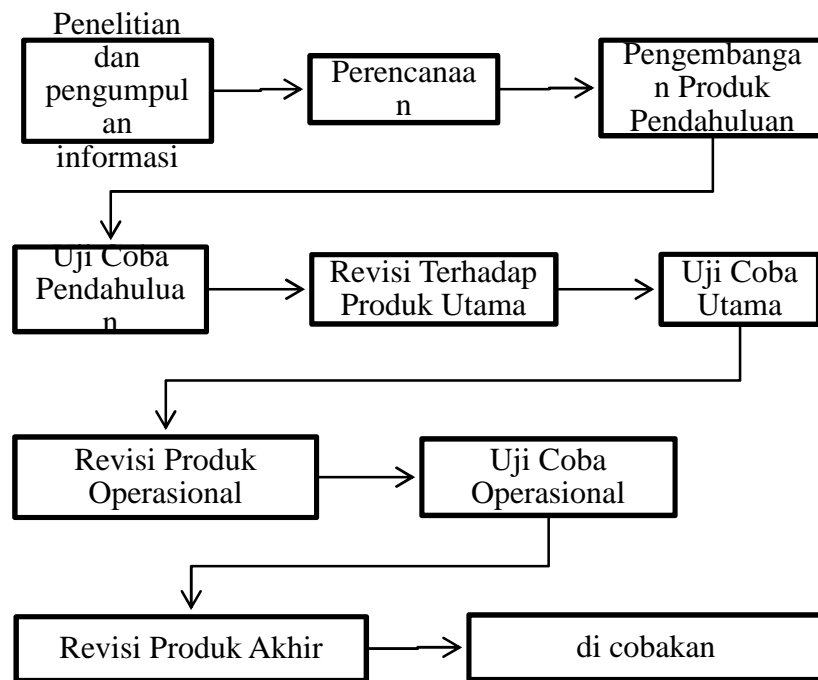 Penelitian
dan
pengumpul
an
informasi
Perencanaa
n
Pengembanga
n Produk
Pendahuluan
Uji Coba
Pendahulua
n
Revisi Terhadap
Produk Utama
Uji Coba
Utama
Revisi Produk
Operasional
Uji Coba
Operasional
Revisi Produk Akhir
di cobakan